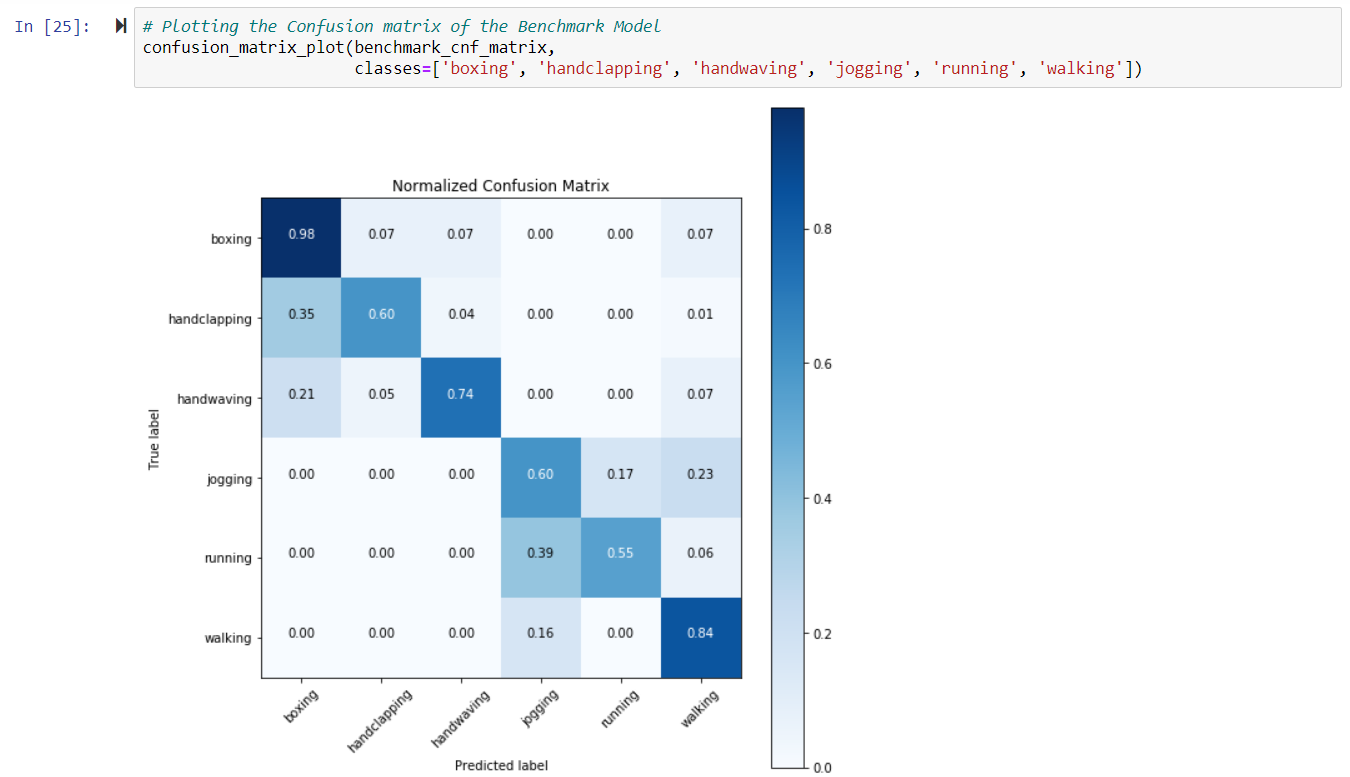 In [25]:
# Plotting the Confusion matrix of the Benchmark Model
confusion_matrix_plot(benchmark_cnf_matrix,
classes=['boxing', 'handclapping', 'handwaving', 'jogging', 'running', 'walking'])
Normalized Confusion Matrix
boxing 0.98 0.07 0.07 0.00 0.00 0.07
handclapping 0.35 0.60 0.04 0.00 0.00 0.01
handwaving 0.21 0.05 0.74 0.00 0.00 0.07
jogging 0.00 0.00 0.00 0.60 0.17 0.23
running 0.00 0.00 0.00 0.39 0.55 0.06
walking 0.00 0.00 0.00 0.16 0.00 0.84
True label
boxing handclapping handwaving jogging running walking
Predicted label
0.8
0.6
0.4
0.2
0.0